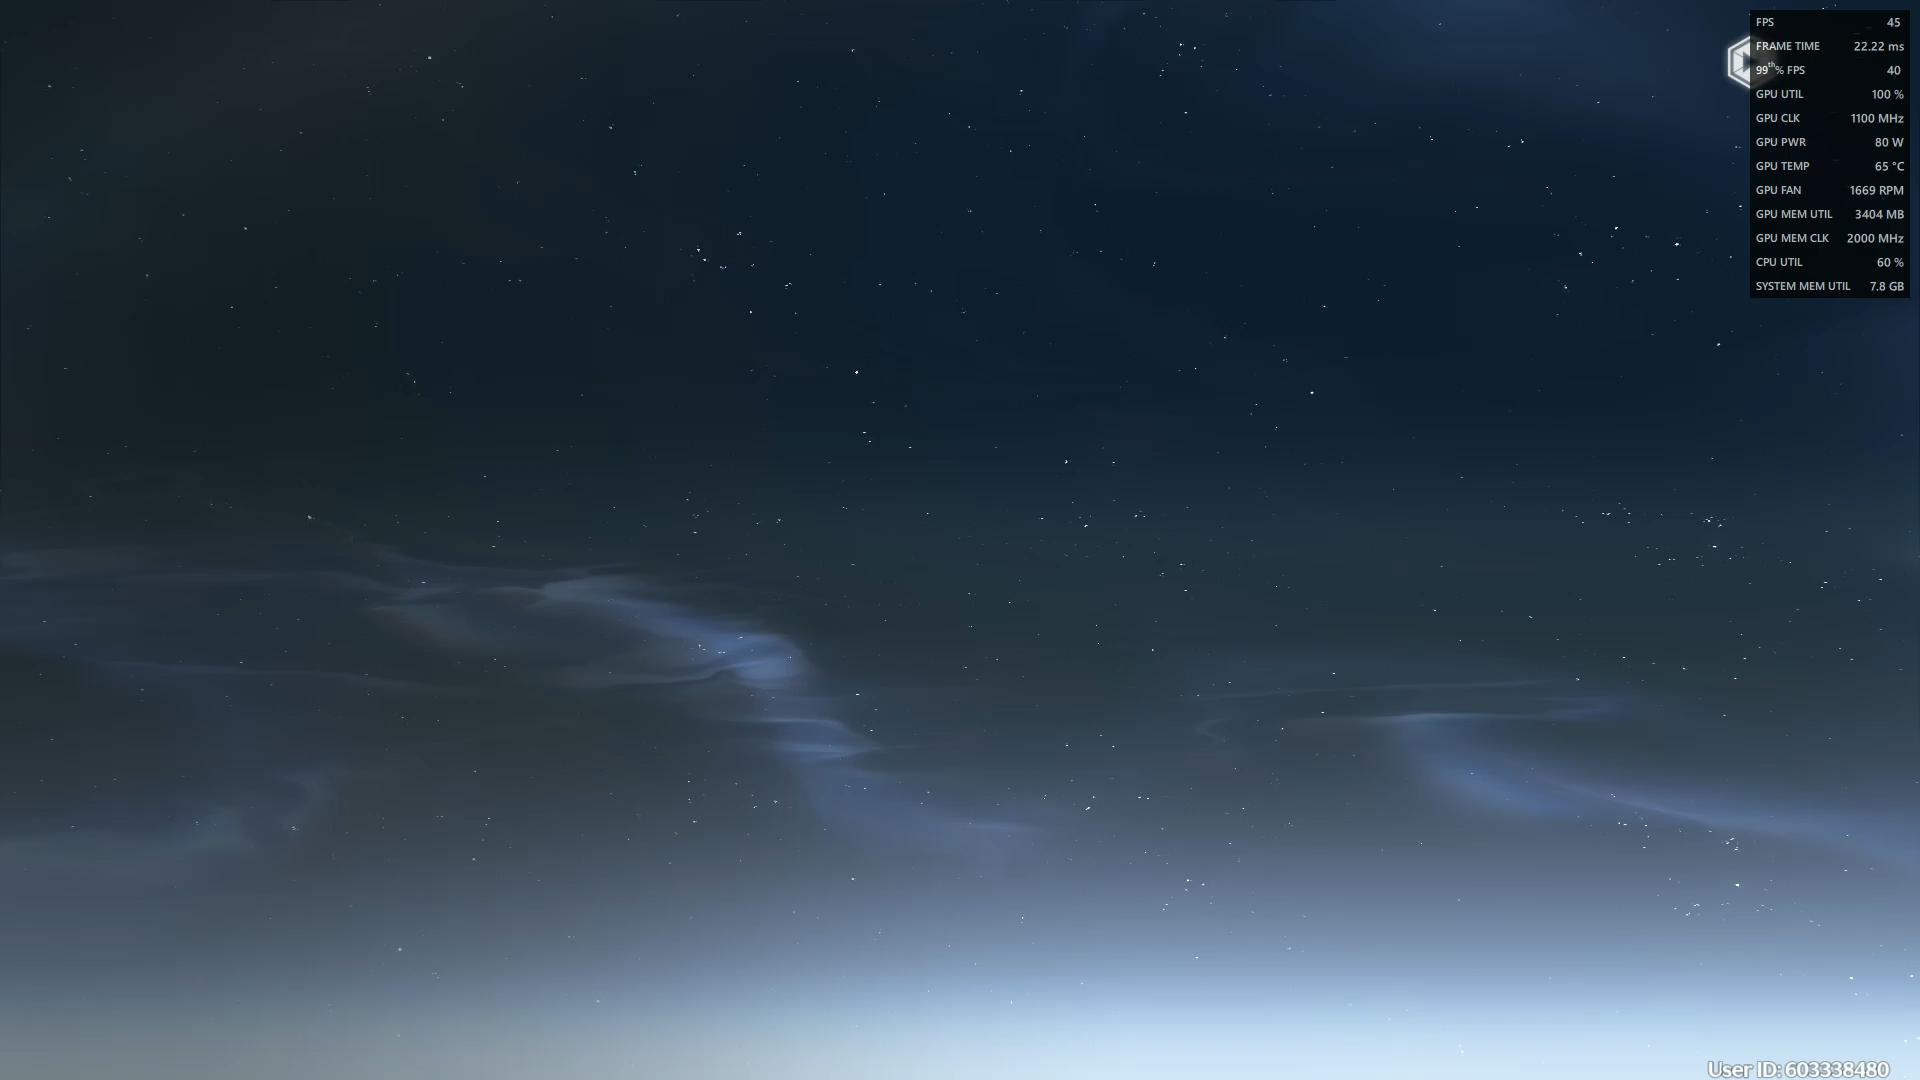 FPS 45
FRAME TIME 22.22 ms
99th% FPS 40
GPU UTIL 100 %
GPU CLK 1100 MHz
GPU PWR 80 W
GPU TEMP 65 °C
GPU FAN 1669 RPM
GPU MEM UTIL 3404 MB
GPU MEM CLK 2000 MHz
CPU UTIL 60 %
SYSTEM MEM UTIL 7.8 GB
User ID: 603338480